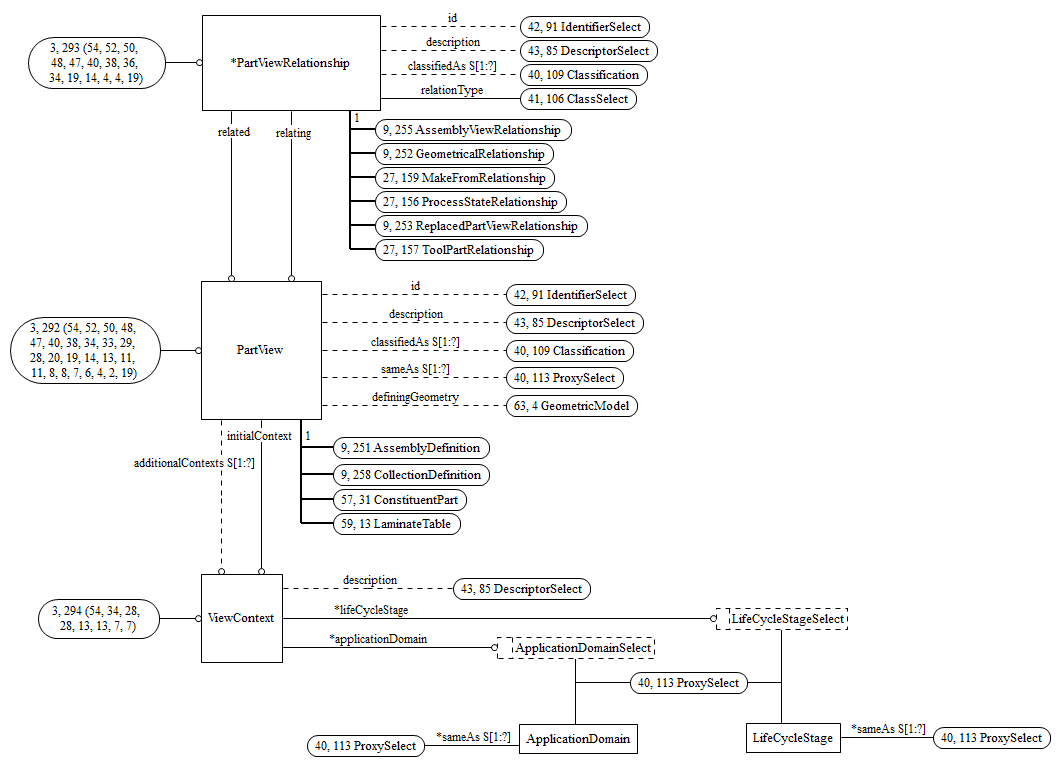 id
42, 91 IdentifierSelect
3, 293 (54, 52, 50,
48, 47, 40, 38, 36,
34, 19, 14, 4, 4, 19)
*PartViewRelationship
description
43, 85 DescriptorSelect
classifiedAs S[1:?]
40, 109 Classification
relationType
41, 106 ClassSelect
related
relating
1
9, 255 AssemblyViewRelationship
9, 252 GeometricalRelationship
27, 159 MakeFromRelationship
27, 156 ProcessStateRelationship
9, 253 ReplacedPartViewRelationship
27, 157 ToolPartRelationship
3, 292 (54, 52, 50, 48,
47, 40, 38, 34, 33, 29,
28, 20, 19, 14, 13, 11,
11, 8, 8, 7, 6, 4, 2, 19)
PartView
id
42, 91 IdentifierSelect
description
43, 85 DescriptorSelect
classifiedAs S[1:?]
40, 109 Classification
sameAs S[1:?]
40, 113 ProxySelect
definingGeometry
63, 4 GeometricModel
initialContext
1
additionalContexts S[1:?]
9, 251 AssemblyDefinition
9, 258 CollectionDefinition
57, 31 ConstituentPart
59, 13 LaminateTable
3, 294 (54, 34, 28,
28, 13, 13, 7, 7)
ViewContext
description
43, 85 DescriptorSelect
*lifeCycleStage
LifeCycleStageSelect
*applicationDomain
ApplicationDomainSelect
40, 113 ProxySelect
40, 113 ProxySelect
*sameAs S[1:?]
ApplicationDomain
LifeCycleStage
*sameAs S[1:?]
40, 113 ProxySelect